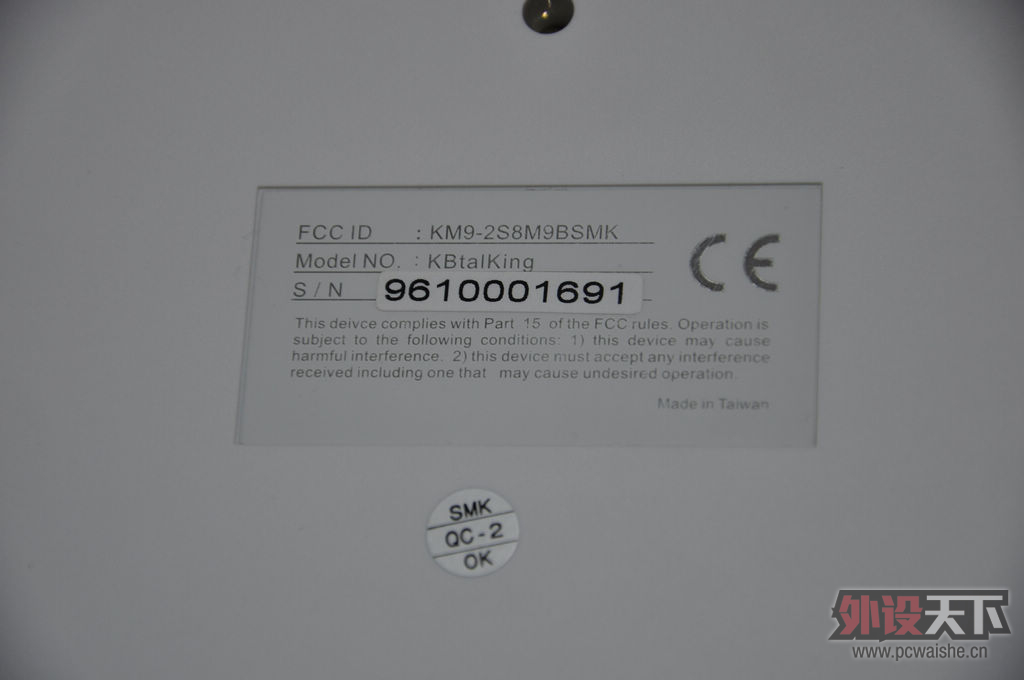 FCC ID : KM9-2S8M9BSMK
Model NO. : KBtalKing
S / N 9610001691
CE
This deivce complies with Part 15 of the FCC rules. Operation is
subject to the following conditions: 1) this device may cause
harmful interference. 2) this device must accept any interference
received including one that may cause undesired operation.
Made in Taiwan
SMK
QC-2
OK
外设天下
www.pcwaishe.cn